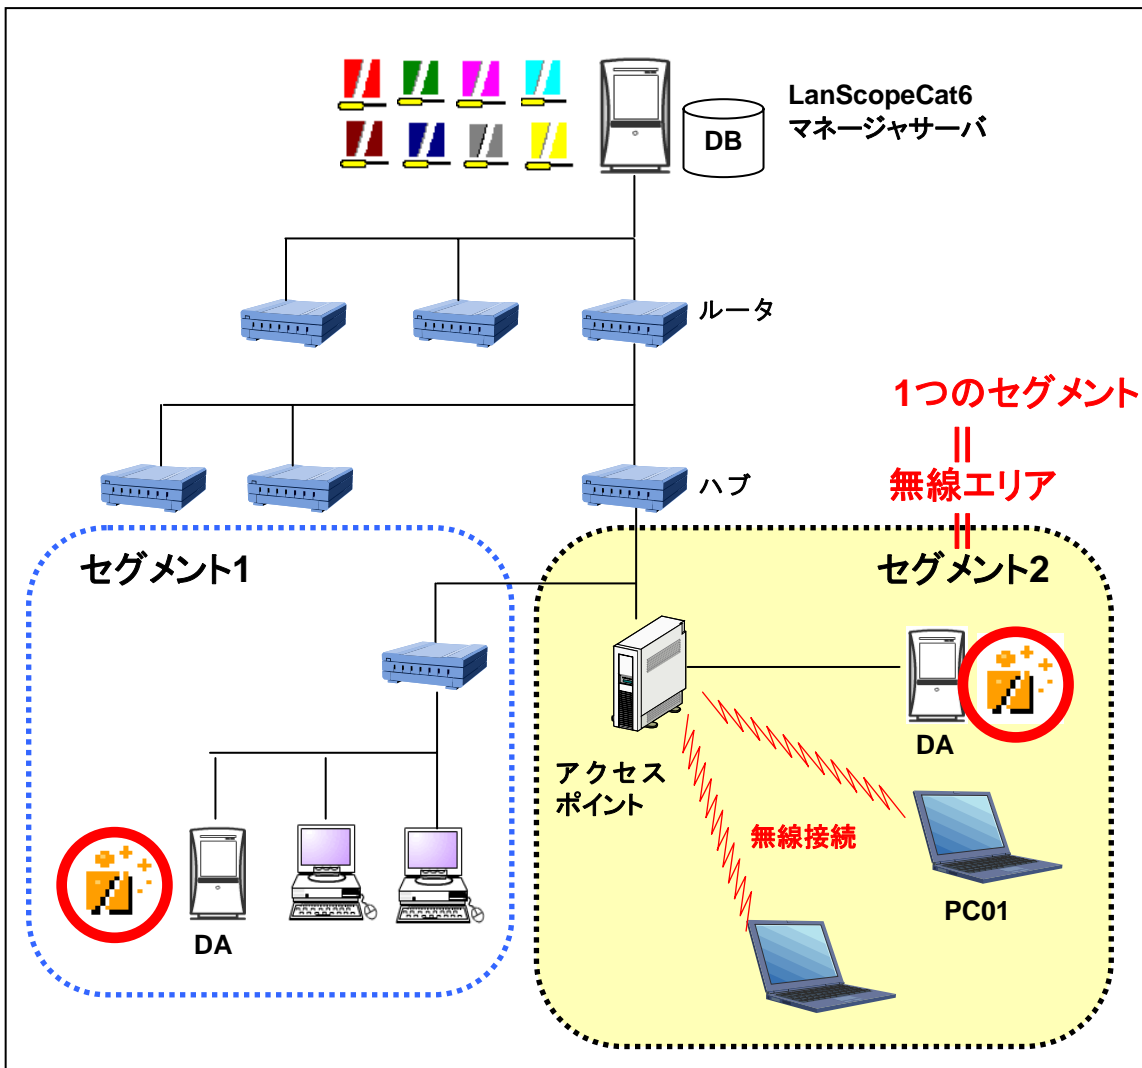 LanScopeCat6
マネージャサーバ
DB
ルータ
1つのセグメント
||
無線エリア
||
ハブ
セグメント1
セグメント2
アクセス
ポイント
DA
無線接続
PC01
DA